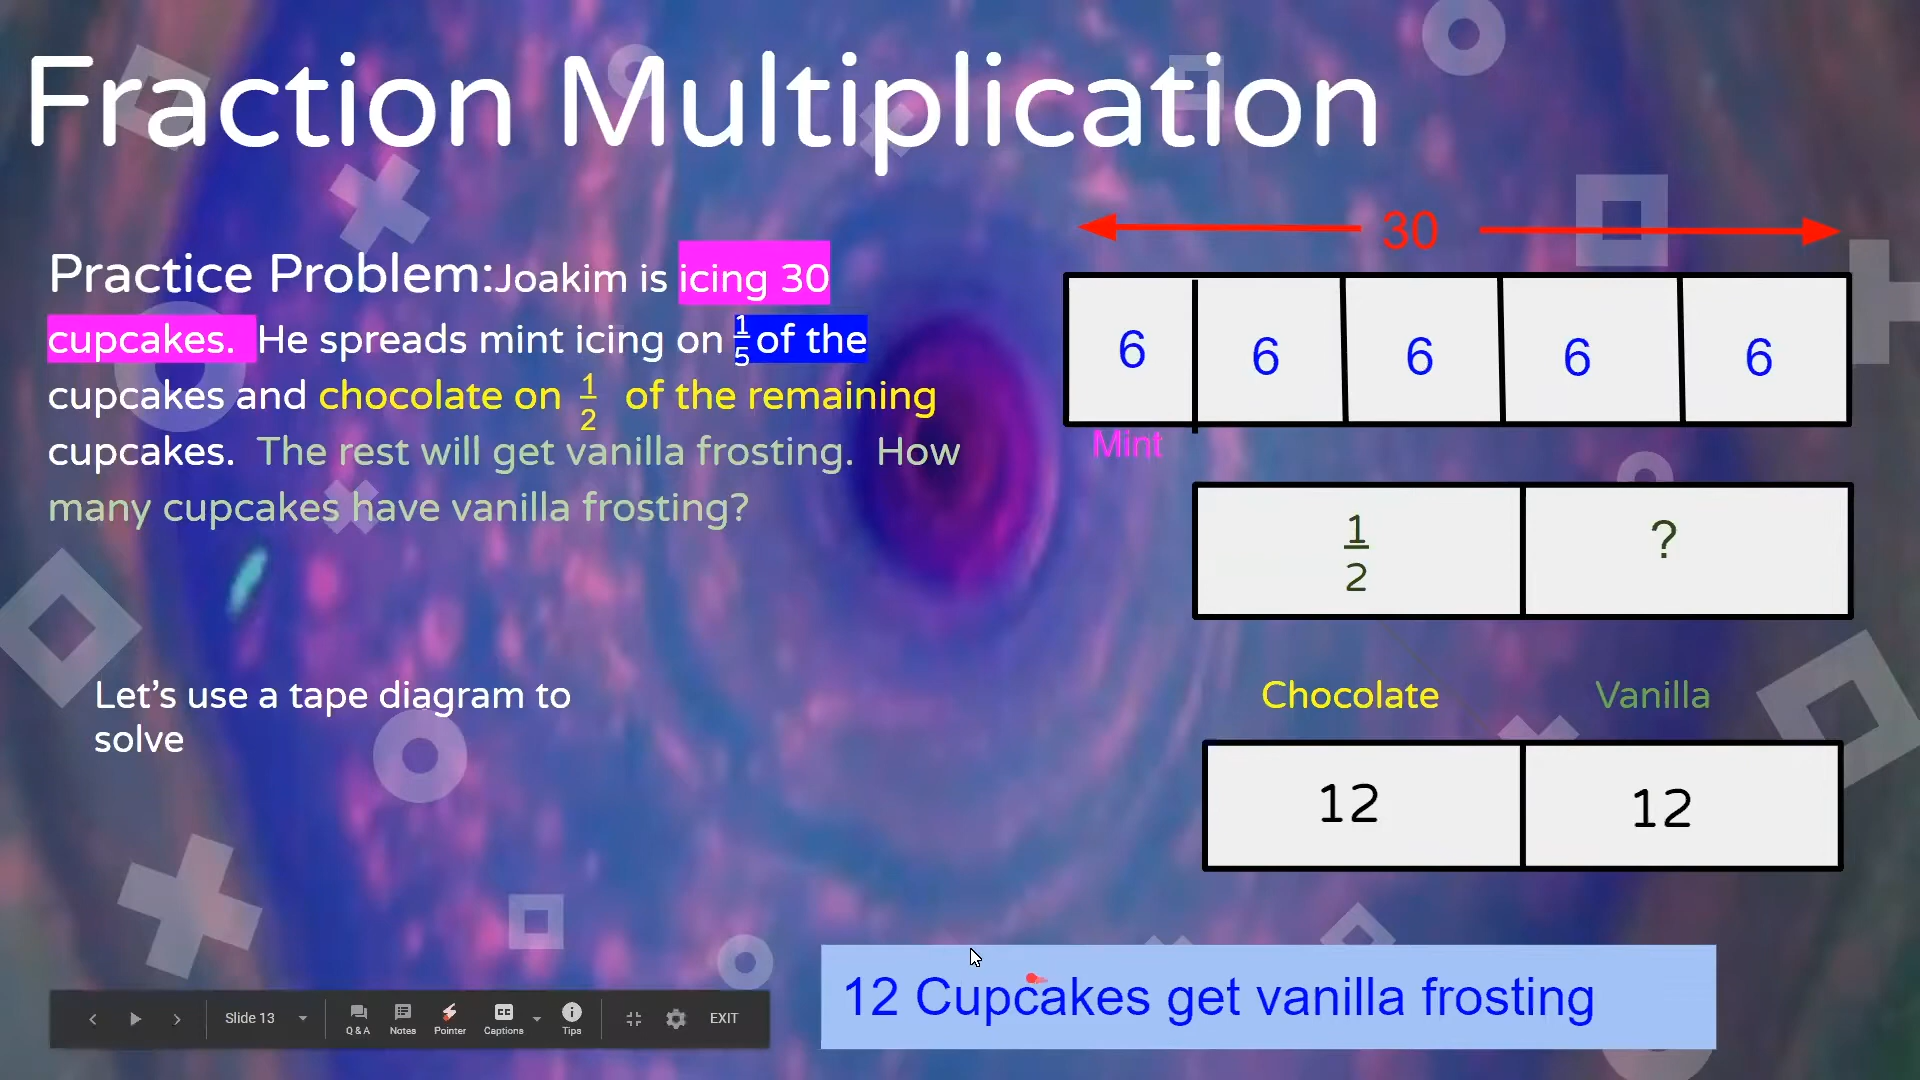 Fraction Multiplication
30
Practice Problem:Joakim is icing 30
cupcakes. He spreads mint icing on 1/5 of the
cupcakes and chocolate on 1/2 of the remaining
cupcakes. The rest will get vanilla frosting. How
many cupcakes have vanilla frosting?
6 6 6 6 6
Mint
1/2 ?
Let's use a tape diagram to
solve
Chocolate Vanilla
12 12
12 Cupcakes get vanilla frosting
Slide 13 Q & A Notes Pointer CC Captions Tips EXIT